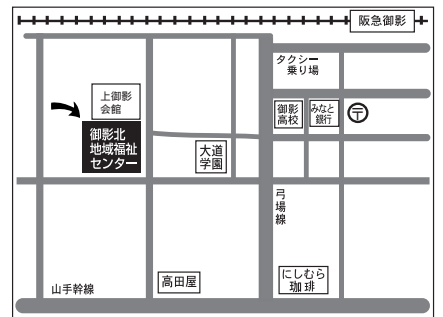 阪急御影
タクシー
乗り場
上御影
会館
御影
高校
みなと
銀行
〒
御影北
地域福祉
センター
大道
学園
弓場線
高田屋
にしむら
珈琲
山手幹線